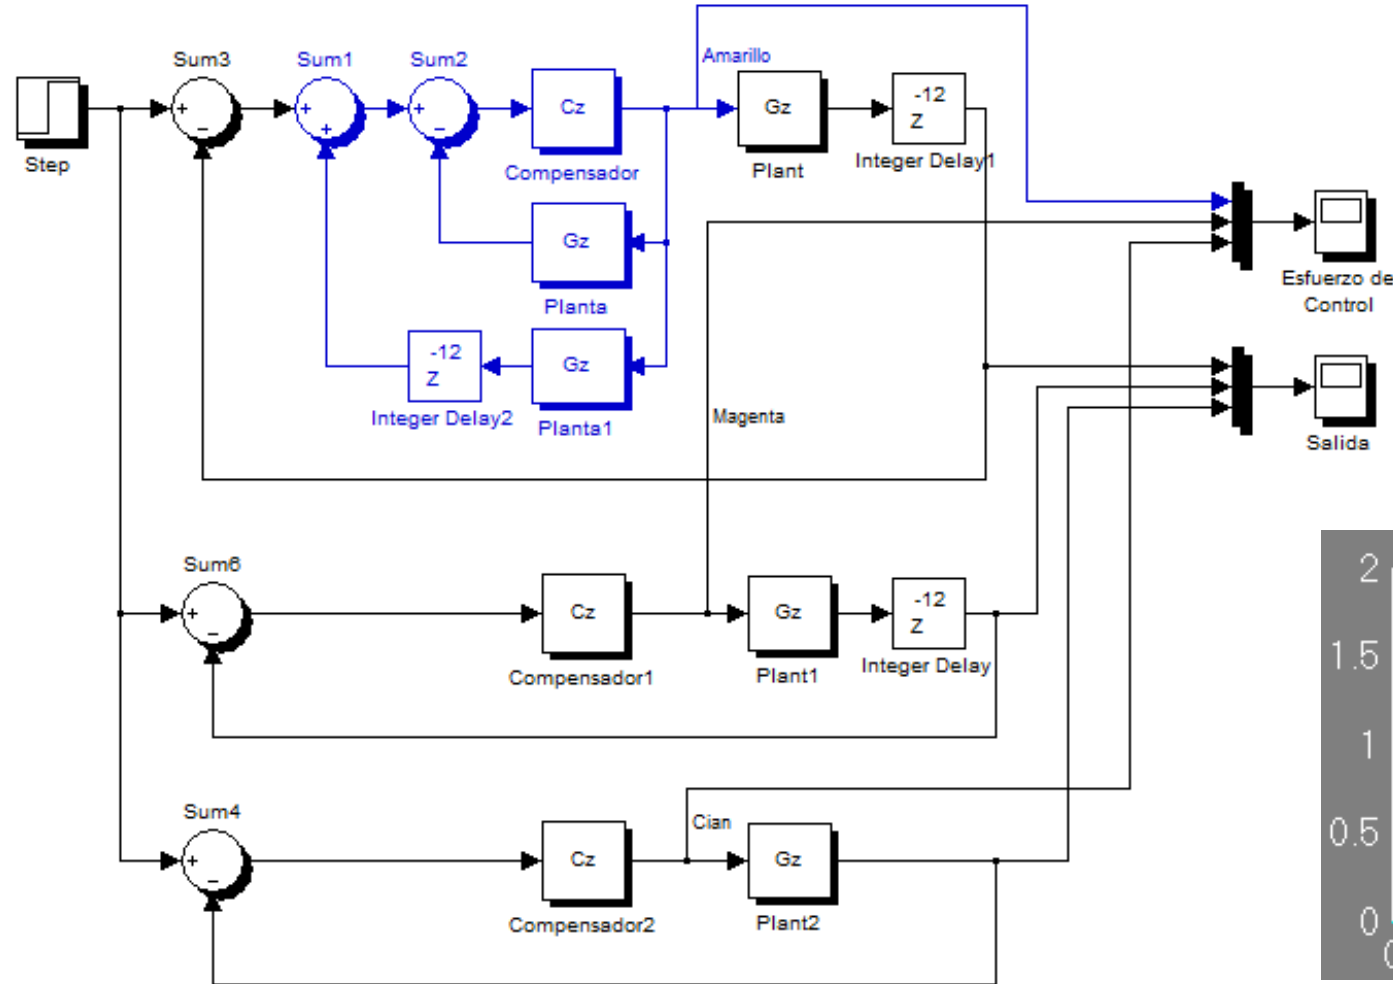 Amarillo
Sum3
Sum1
Sum2
Step
+
−
+
+
+
−
Cz
Compensador
Gz
Plant
-12
Z
Integer Delay1
Gz
Planta
Gz
Planta1
-12
Z
Integer Delay2
Esfuerzo de
Control
Salida
Magenta
Sum6
+
−
Cz
Compensador1
Gz
Plant1
-12
Z
Integer Delay
Sum4
+
−
Cz
Compensador2
Cian
Gz
Plant2
2
1.5
1
0.5
0